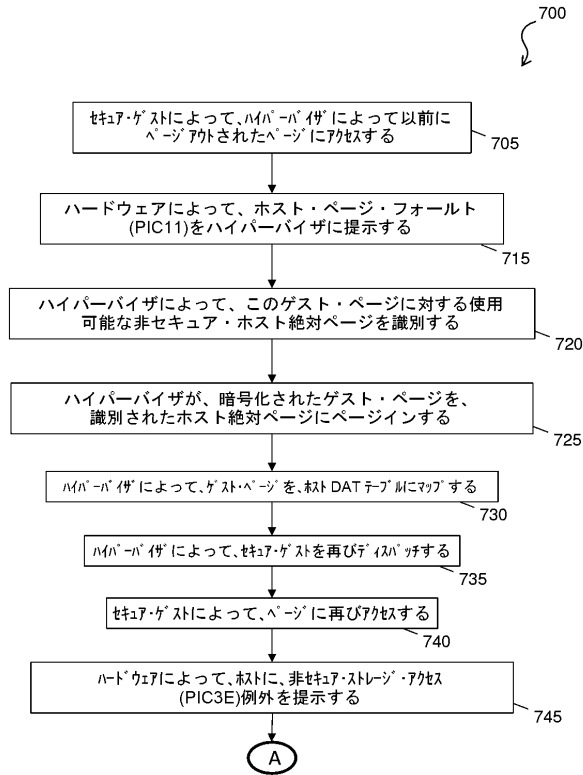 700
セキュア・ゲストによって、ハイパーバイザによって以前に
ページアウトされたページにアクセスする
705
ハードウェアによって、ホスト・ページ・フォールト
(PIC11)をハイパーバイザに提示する
715
ハイパーバイザによって、このゲスト・ページに対する使用
可能な非セキュア・ホスト絶対ページを識別する
720
ハイパーバイザが、暗号化されたゲスト・ページを、
識別されたホスト絶対ページにページインする
725
ハイパーバイザによって、ゲスト・ページを、ホスト DAT テーブルにマップする
730
ハイパーバイザによって、セキュア・ゲストを再びディスパッチする
735
セキュア・ゲストによって、ページに再びアクセスする
740
ハードウェアによって、ホストに、非セキュア・ストレージ・アクセス
(PIC3E)例外を提示する
745
A